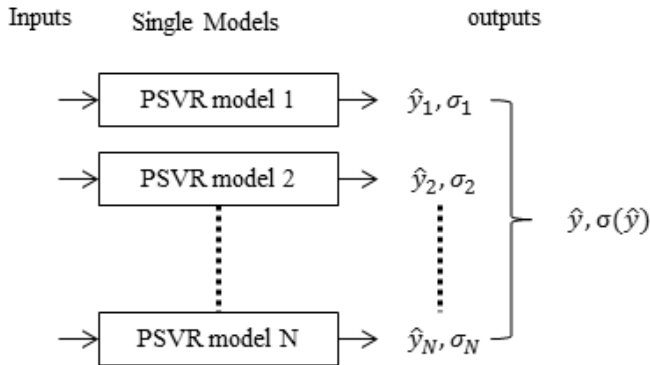 Inputs Single Models outputs
PSVR model 1 ŷ₁, σ₁
PSVR model 2 ŷ₂, σ₂
ŷ, σ(ŷ)
PSVR model N ŷ_N, σ_N